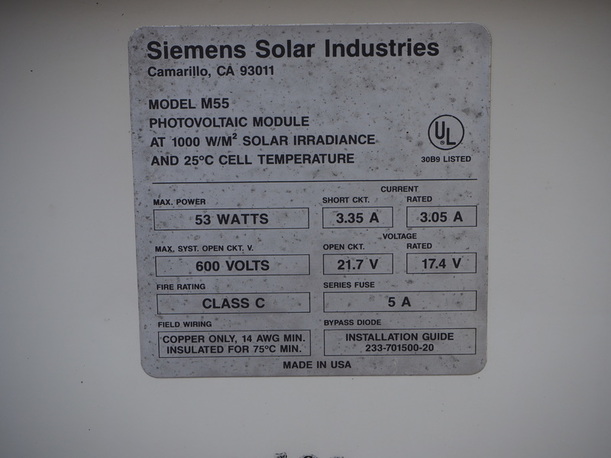 Siemens Solar Industries
Camarillo, CA 93011
MODEL M55
PHOTOVOLTAIC MODULE
AT 1000 W/M² SOLAR IRRADIANCE
AND 25°C CELL TEMPERATURE
UL
30B9 LISTED
CURRENT
MAX. POWER SHORT CKT. RATED
53 WATTS 3.35 A 3.05 A
VOLTAGE
MAX. SYST. OPEN CKT. V. OPEN CKT. RATED
600 VOLTS 21.7 V 17.4 V
FIRE RATING SERIES FUSE
CLASS C 5 A
FIELD WIRING BYPASS DIODE
COPPER ONLY, 14 AWG MIN. INSTALLATION GUIDE
INSULATED FOR 75°C MIN. 233-701500-20
MADE IN USA